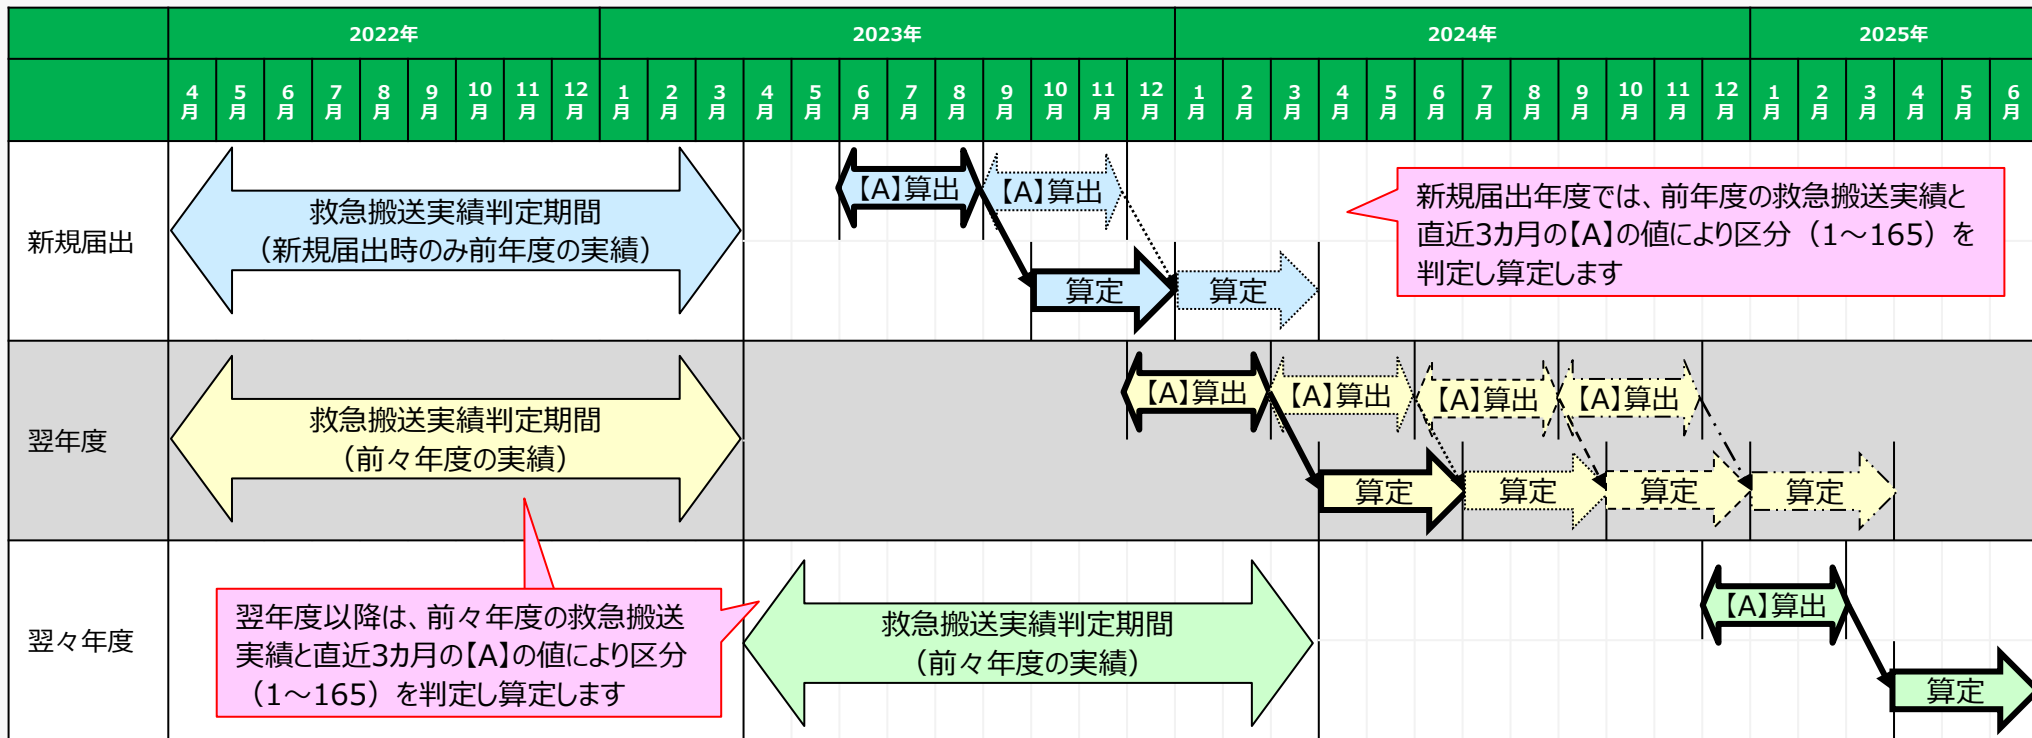 2022年 2023年 2024年 2025年
4月 5月 6月 7月 8月 9月 10月 11月 12月 1月 2月 3月 4月 5月 6月 7月 8月 9月 10月 11月 12月 1月 2月 3月 4月 5月 6月 7月 8月 9月 10月 11月 12月 1月 2月 3月 4月 5月 6月
新規届出
救急搬送実績判定期間
（新規届出時のみ前年度の実績）
【A】算出 【A】算出
算定 算定
新規届出年度では、前年度の救急搬送実績と
直近3カ月の【A】の値により区分（1～165）を
判定し算定します
翌年度
救急搬送実績判定期間
（前々年度の実績）
【A】算出 【A】算出 【A】算出 【A】算出
算定 算定 算定 算定
翌年度以降は、前々年度の救急搬送
実績と直近3カ月の【A】の値により区分
（1～165）を判定し算定します
翌々年度
救急搬送実績判定期間
（前々年度の実績）
【A】算出
算定